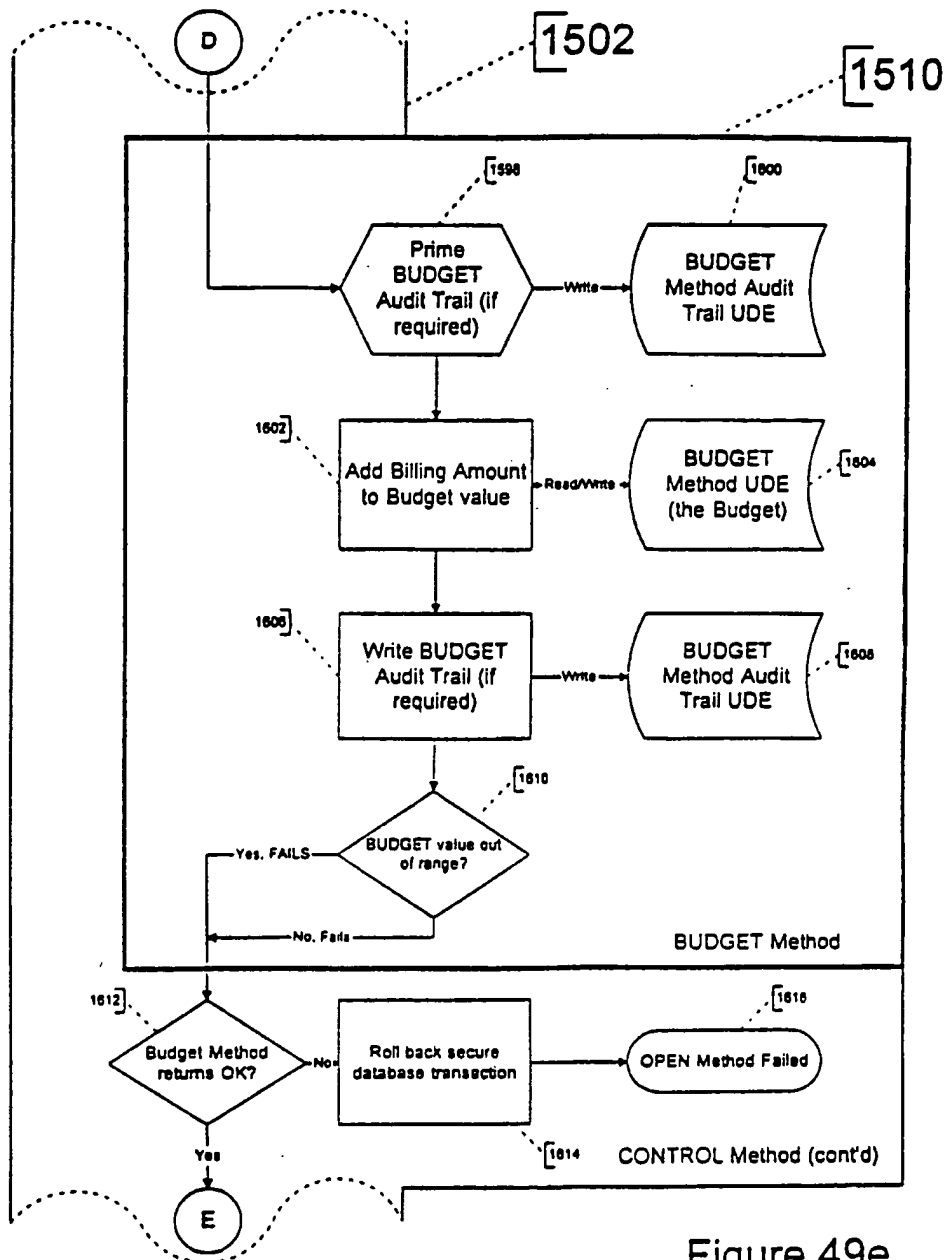 D
1502
1510
1598
1600
Prime
BUDGET
Audit Trail (if
required)
Write
BUDGET
Method Audit
Trail UDE
1602
Add Billing Amount
to Budget value
Read/Write
BUDGET
Method UDE
(the Budget)
1604
1606
Write BUDGET
Audit Trail (if
required)
Write
BUDGET
Method Audit
Trail UDE
1608
1610
BUDGET value out
of range?
Yes, FAILS
No, Fails
BUDGET Method
1612
Budget Method
returns OK?
No
Roll back secure
database transaction
1616
OPEN Method Failed
Yes
1614
CONTROL Method (cont'd)
E
Figure 49e